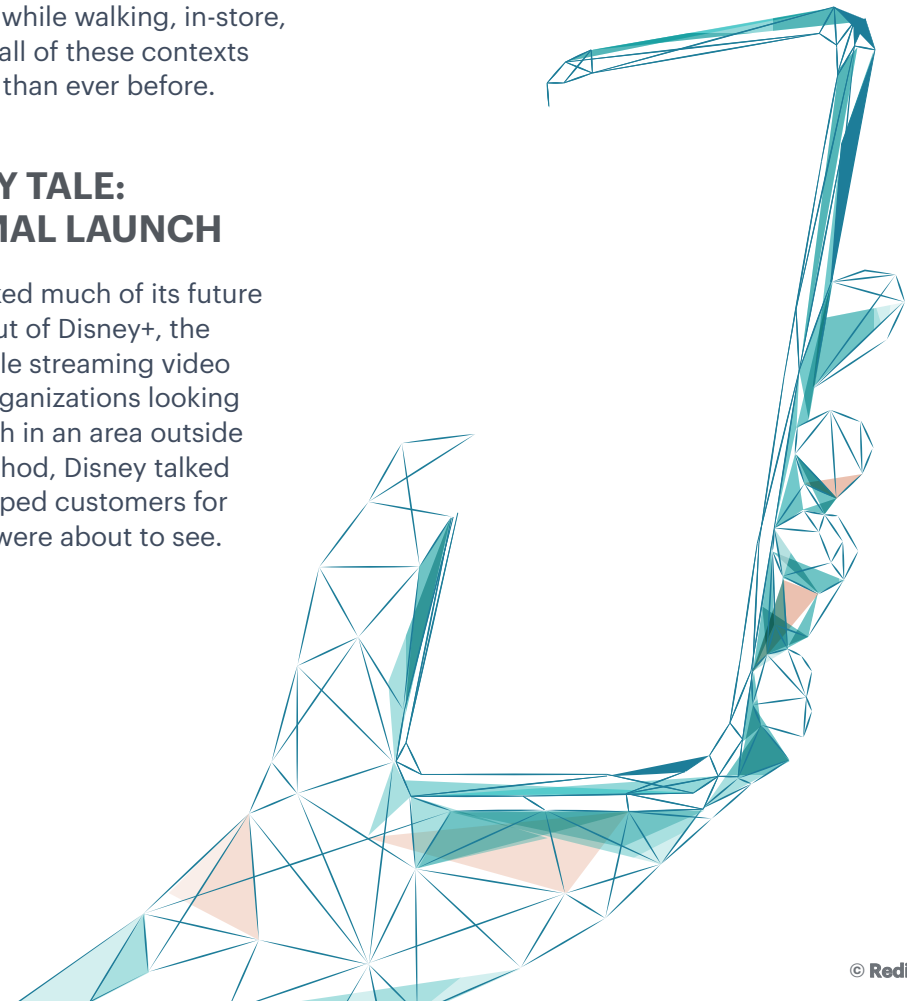 while walking, in-store,
all of these contexts
than ever before.
Y TALE:
MAL LAUNCH
ked much of its future
ut of Disney+, the
le streaming video
ganizations looking
h in an area outside
hod, Disney talked
ped customers for
were about to see.
© Redi